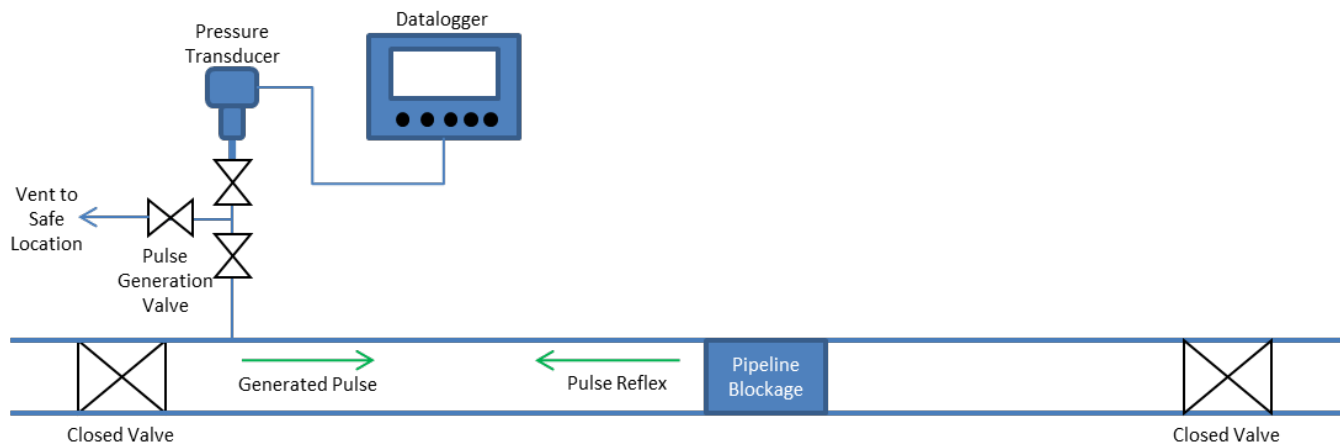 Datalogger
Pressure
Transducer
Vent to
Safe
Location
Pulse
Generation
Valve
Generated Pulse
Pulse Reflex
Pipeline
Blockage
Closed Valve
Closed Valve